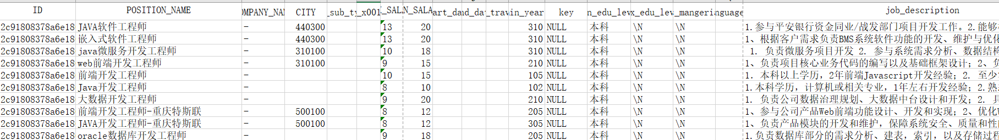 ID POSITION_NAME OMPANY_NA CITY _sub_ty _x001 _SAL N_SALA art_da nd_da _trav in_year key n_edu_lev x_edu_lev _mangeri nguage job_description
2c91808378a6e18 JAVA软件工程师 - 440300 13 20 310 NULL 本科 \N \N 1.参与平安银行资金同业/战发部门项目开发工作。2.能够
2c91808378a6e18 嵌入式软件工程师 - 440300 13 20 310 NULL 本科 \N \N 1、根据客户需求负责BMS系统软件功能的开发、维护与优化
2c91808378a6e18 java微服务开发工程师 - 310100 10 18 310 NULL 本科 \N \N 1. 负责微服务项目开发 2. 参与系统需求分析、数据结构
2c91808378a6e18 web前端开发工程师 - 310100 9 15 210 NULL 本科 \N \N 1、负责项目核心业务代码的编写以及基础框架设计；2、负
2c91808378a6e18 前端开发工程师 - 10 15 105 NULL 本科 \N \N 1. 本科以上学历，2年前端Javascript开发经验；2. 至少
2c91808378a6e18 Java开发工程师 - 8 10 102 NULL 本科 \N \N 1.本科学历，计算机或相关专业，1年左右开发经验；2.熟
2c91808378a6e18 大数据开发工程师 - 9 20 210 NULL 本科 \N \N 1. 负责公司数据治理规划、大数据中台设计和开发；2. 具
2c91808378a6e18 前端开发工程师-重庆特斯联 - 500100 8 12 205 NULL 本科 \N \N 1、参与公司产品Web前端功能设计、开发和实现；2、优化W
2c91808378a6e18 JAVA开发工程师-重庆特斯联 - 500100 8 12 305 NULL 本科 \N \N 1、负责产品模块的开发和维护，保障系统安全、质量和性
2c91808378a6e18 oracle数据库开发工程师 - 9 18 205 NULL 本科 \N \N 1.负责数据库部分的需求分析、建表，索引，以及存储过程